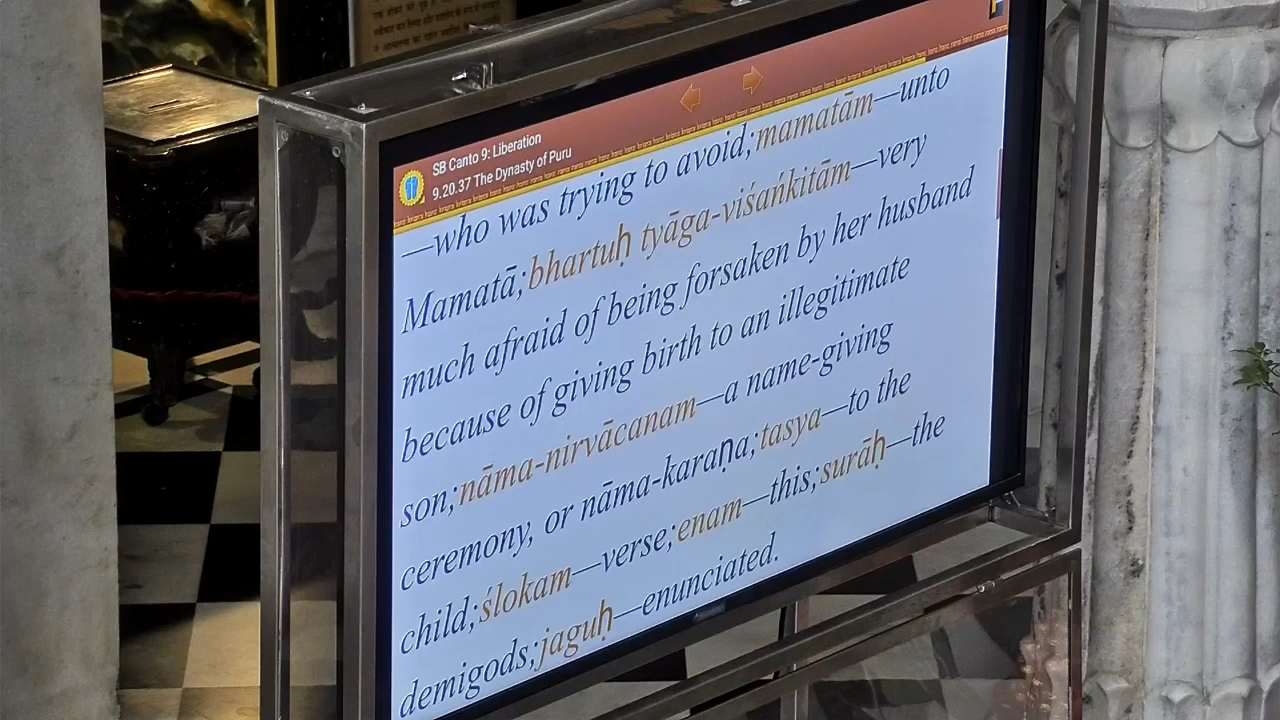 SB Canto 9: Liberation
9.20.37 The Dynasty of Puru
—who was trying to avoid; mamatām—unto
Mamatā; bhartuḥ tyāga-viśaṅkitām—very
much afraid of being forsaken by her husband
because of giving birth to an illegitimate
son; nāma-nirvācanam—a name-giving
ceremony, or nāma-karaṇa; tasya—to the
child; ślokam—verse; enam—this; surāḥ—the
demigods; jaguḥ—enunciated.